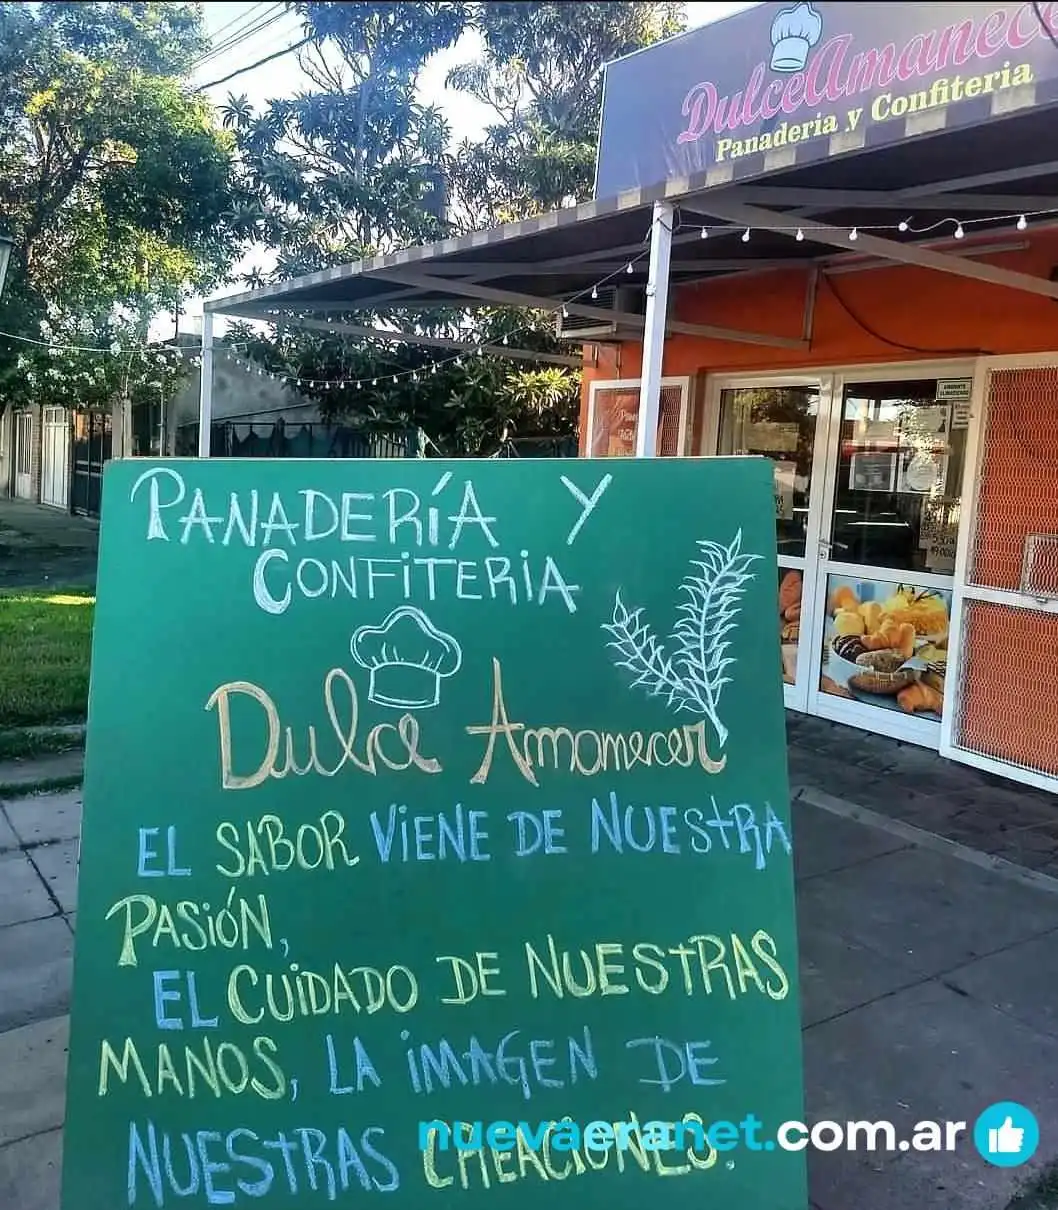 DulceAmanece
Panaderia y Confiteria
PANADERÍA Y
CONFITERIA
Dulce Amanecer
EL SABOR VIENE DE NUESTRA
PASIÓN,
EL CUIDADO DE NUESTRAS
MANOS, LA IMAGEN DE
NUESTRAS CREACIONES.
nuevaeranet.com.ar